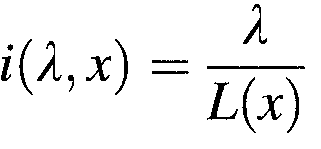 i(λ, x) = λ / L(x)